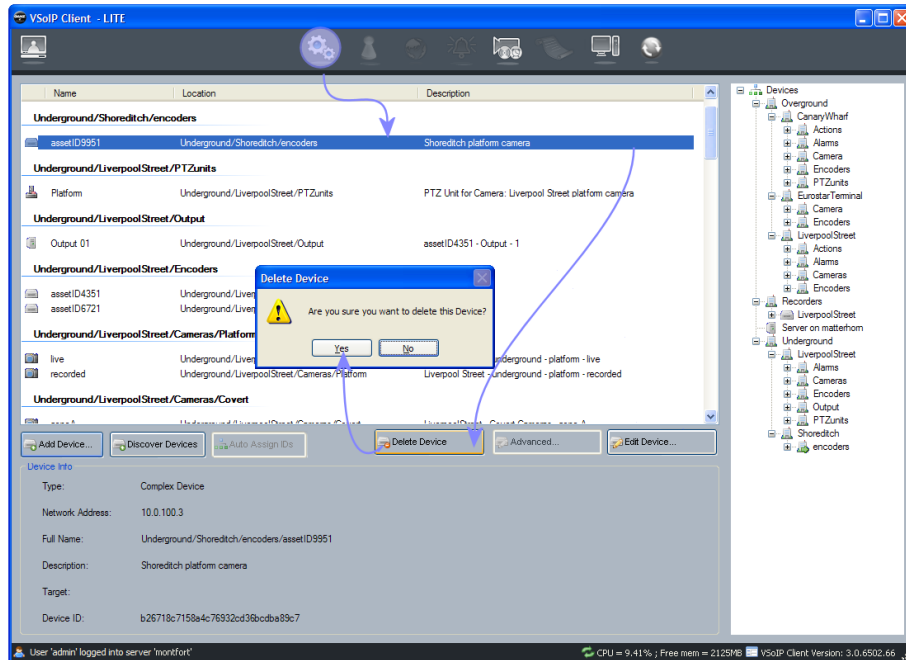 VSoIP Client - LITE
Name Location Description
Underground/Shoreditch/encoders
assetID9951 Underground/Shoreditch/encoders Shoreditch platform camera
Underground/LiverpoolStreet/PTZunits
Platform Underground/LiverpoolStreet/PTZunits PTZ Unit for Camera: Liverpool Street platform camera
Underground/LiverpoolStreet/Output
Output 01 Underground/LiverpoolStreet/Output assetID4351 - Output - 1
Underground/LiverpoolStreet/Encoders
assetID4351 Underground/Liver
assetID6721 Underground/Liver
Underground/LiverpoolStreet/Cameras/Platform
live Underground/Liver underground - platform - live
recorded Underground/LiverpoolStreet/Cameras/Platform Liverpool Street - underground - platform - recorded
Underground/LiverpoolStreet/Cameras/Covert
Delete Device
Are you sure you want to delete this Device?
Yes No
Add Device... Discover Devices Auto Assign IDs Delete Device Advanced... Edit Device...
Device Info
Type: Complex Device
Network Address: 10.0.100.3
Full Name: Underground/Shoreditch/encoders/assetID9951
Description: Shoreditch platform camera
Target:
Device ID: b26718c7158a4c76932cd36bcdba89c7
Devices
Overground
CanaryWharf
Actions
Alarms
Camera
Encoders
PTZunits
EurostarTerminal
Camera
Encoders
LiverpoolStreet
Actions
Alarms
Cameras
Encoders
Recorders
LiverpoolStreet
Server on matterhorn
Underground
LiverpoolStreet
Alarms
Cameras
Encoders
Output
PTZunits
Shoreditch
encoders
User 'admin' logged into server 'montfort'
CPU = 9.41% ; Free mem = 2125MB VSoIP Client Version: 3.0.6502.66